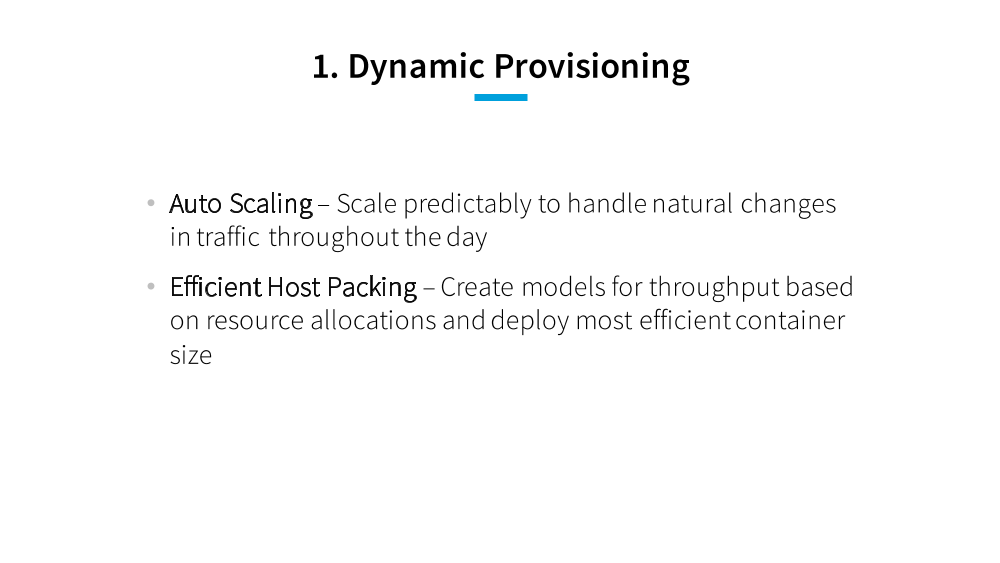 1. Dynamic Provisioning
• Auto Scaling – Scale predictably to handle natural changes
in traffic throughout the day
• Efficient Host Packing – Create models for throughput based
on resource allocations and deploy most efficient container
size